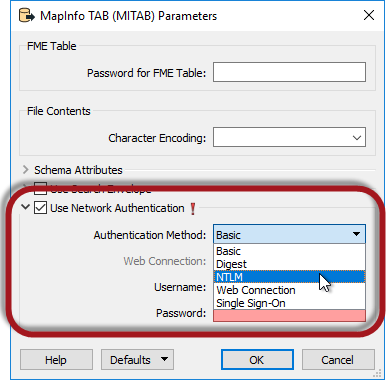 MapInfo TAB (MITAB) Parameters
FME Table
Password for FME Table:
File Contents
Character Encoding:
Schema Attributes
Use Search Envelope
Use Network Authentication !
Authentication Method: Basic
Basic
Digest
Web Connection:
NTLM
Username: Web Connection
Single Sign-On
Password:
Help Defaults OK Cancel